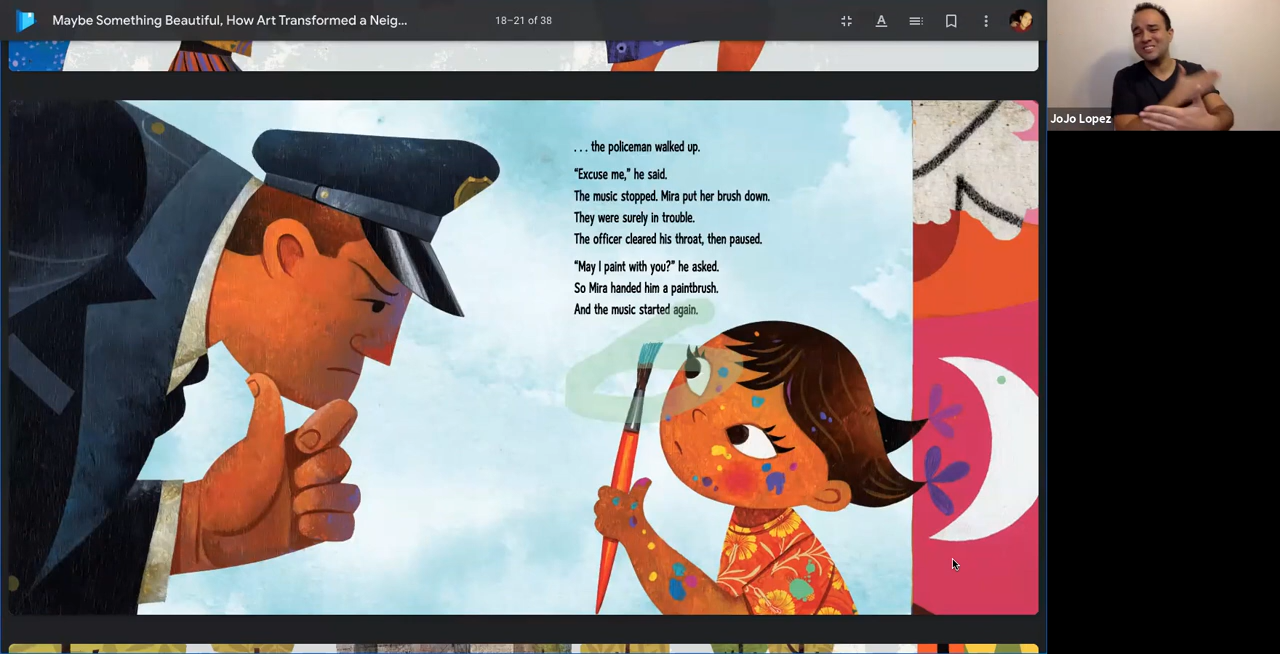 Maybe Something Beautiful, How Art Transformed a Neig...
18–21 of 38
A
JoJo Lopez
. . . the policeman walked up.
"Excuse me," he said.
The music stopped. Mira put her brush down.
They were surely in trouble.
The officer cleared his throat, then paused.
"May I paint with you?" he asked.
So Mira handed him a paintbrush.
And the music started again.